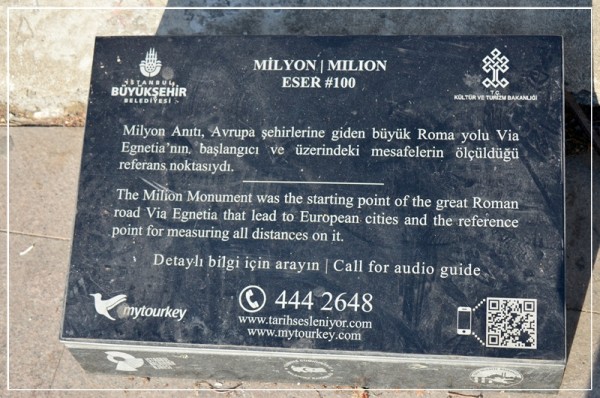 İSTANBUL
BÜYÜKŞEHİR
BELEDİYESİ
MİLYON | MILION
ESER #100
T.C.
KÜLTÜR VE TURİZM BAKANLIĞI
Milyon Anıtı, Avrupa şehirlerine giden büyük Roma yolu Via
Egnetia'nın, başlangıcı ve üzerindeki mesafelerin ölçüldüğü
referans noktasıydı.
The Milion Monument was the starting point of the great Roman
road Via Egnetia that lead to European cities and the reference
point for measuring all distances on it.
Detaylı bilgi için arayın | Call for audio guide
mytourkey
444 2648
www.tarihsesleniyor.com
www.mytourkey.com